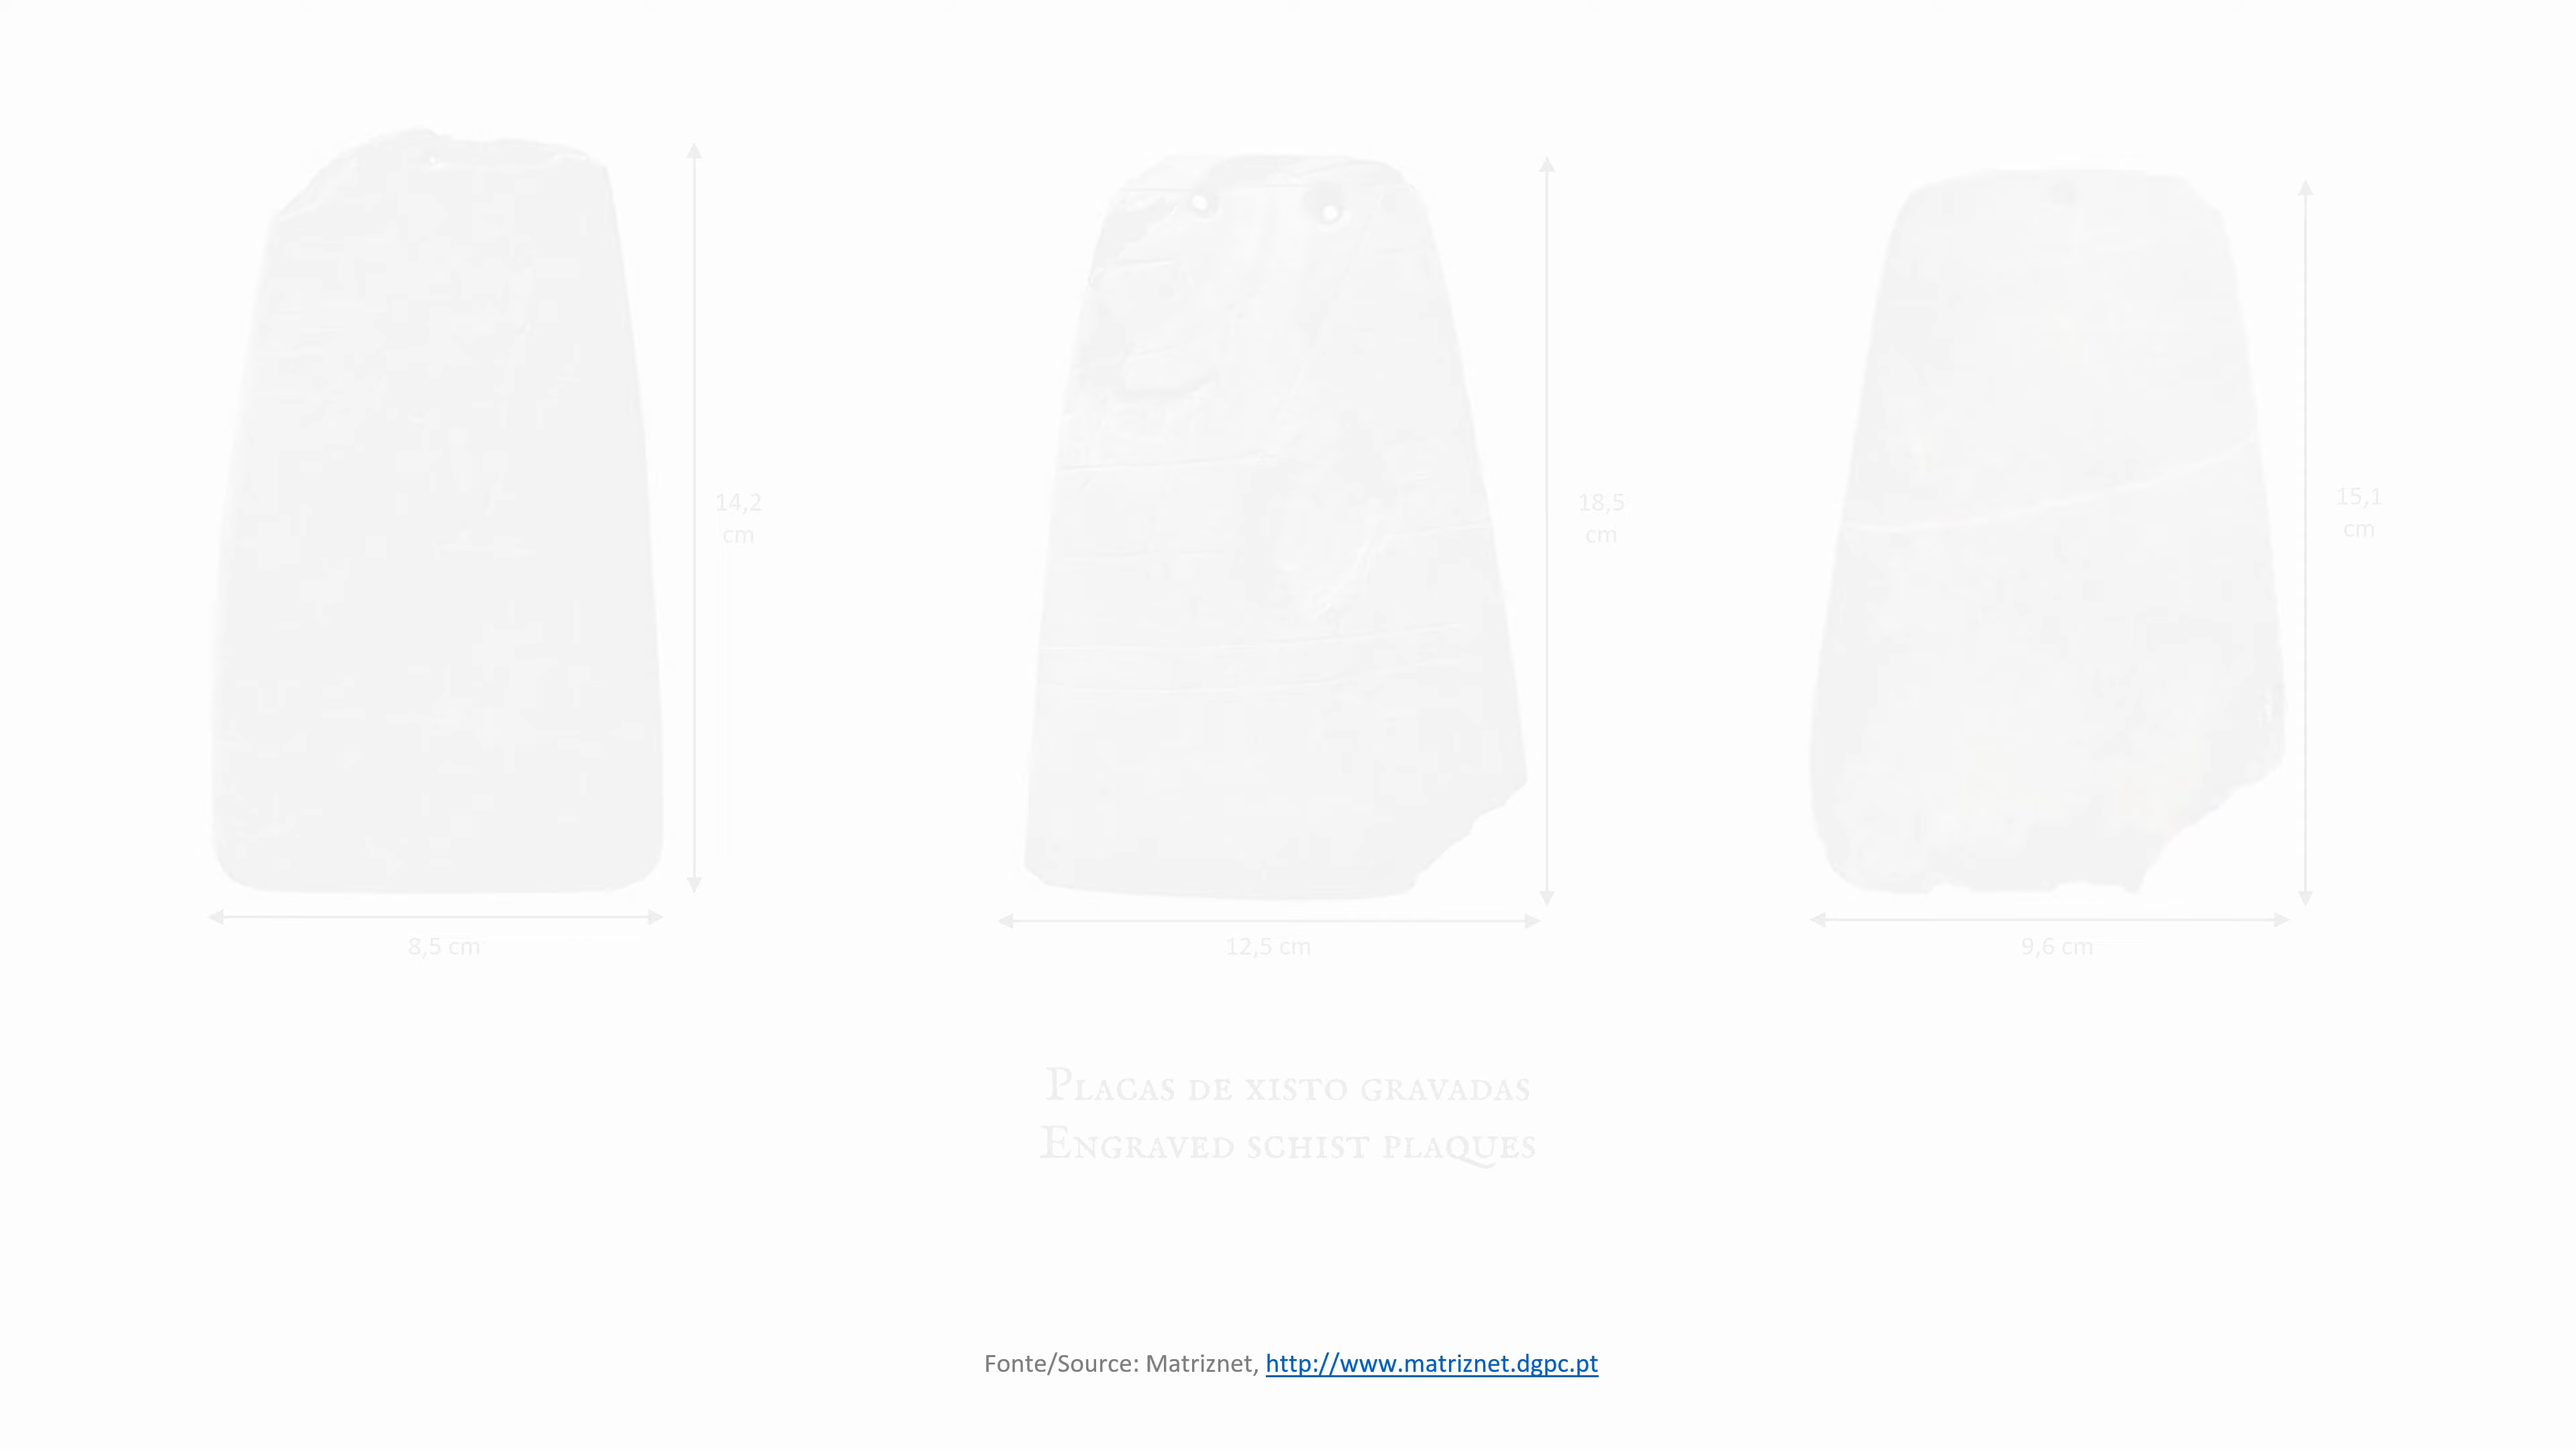 14,2
cm
18,5
cm
15,1
cm
8,5 cm
12,5 cm
9,6 cm
Placas de xisto gravadas
Engraved schist plaques
Fonte/Source: Matriznet, http://www.matriznet.dgpc.pt